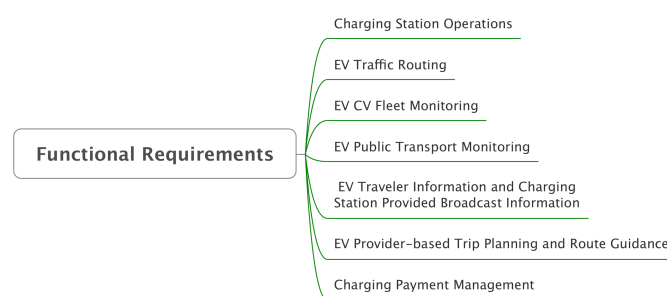 Charging Station Operations
EV Traffic Routing
EV CV Fleet Monitoring
Functional Requirements
EV Public Transport Monitoring
EV Traveler Information and Charging
Station Provided Broadcast Information
EV Provider-based Trip Planning and Route Guidance
Charging Payment Management